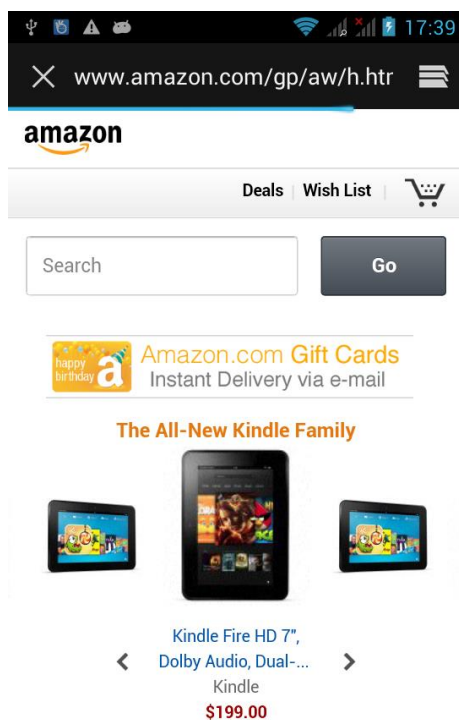 17:39
www.amazon.com/gp/aw/h.htr
amazon
Deals Wish List
Search Go
happy birthday a
Amazon.com Gift Cards
Instant Delivery via e-mail
The All-New Kindle Family
Kindle Fire HD 7",
Dolby Audio, Dual-...
Kindle
$199.00